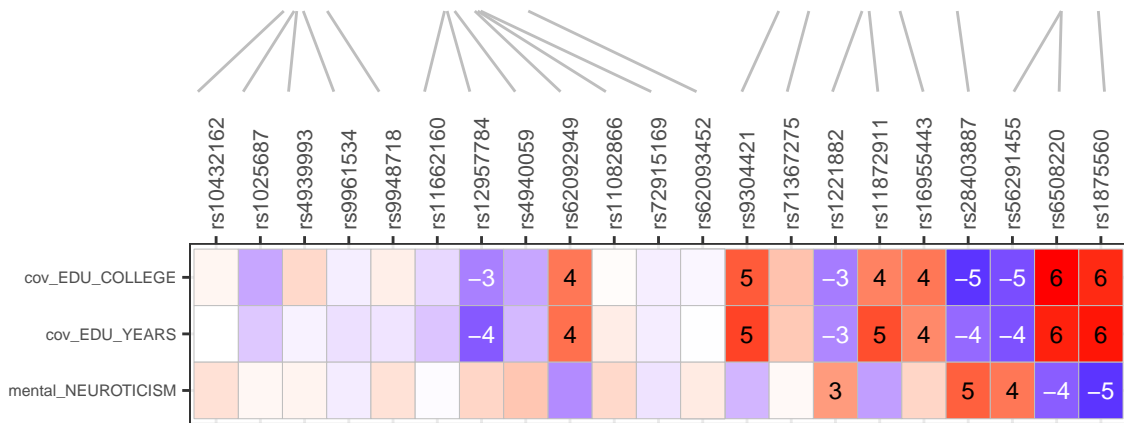 rs10432162
rs1025687
rs4939993
rs9961534
rs9948718
rs11662160
rs12957784
rs4940059
rs62092949
rs11082866
rs72915169
rs62093452
rs9304421
rs71367275
rs1221882
rs11872911
rs16955443
rs28403887
rs56291455
rs6508220
rs1875560
cov_EDU_COLLEGE −3 4 5 −3 4 4 −5 −5 6 6
cov_EDU_YEARS −4 4 5 −3 5 4 −4 −4 6 6
mental_NEUROTICISM 3 5 4 −4 −5